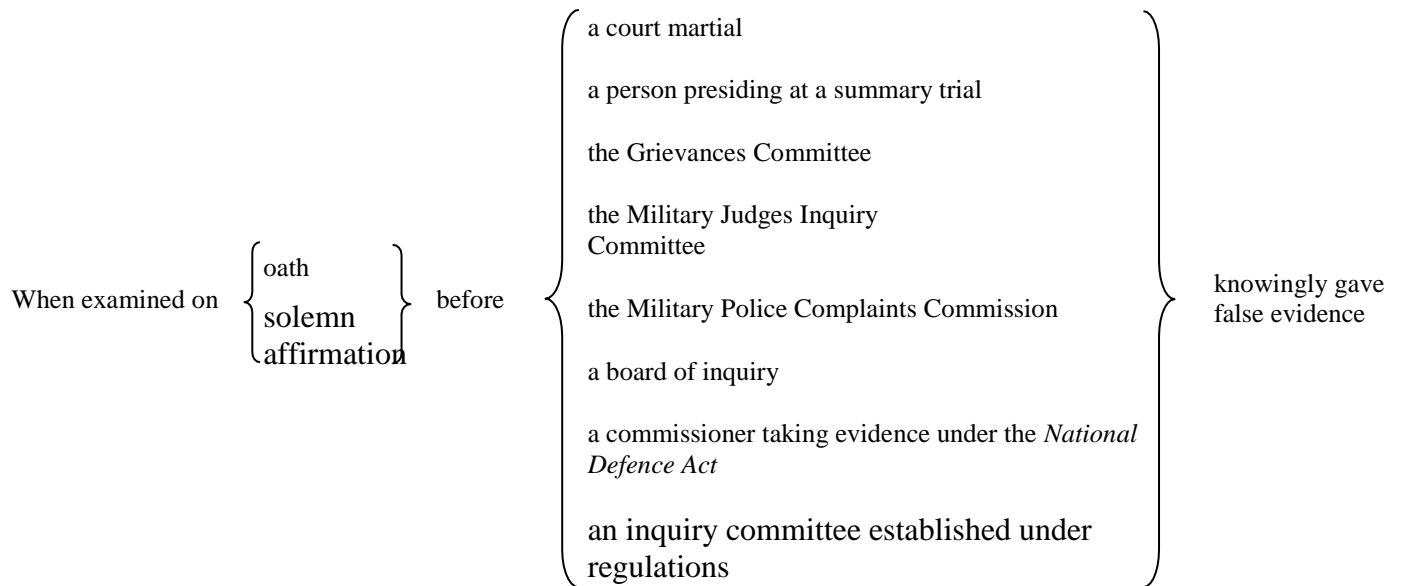 When examined on
oath
solemn
affirmation
before
a court martial
a person presiding at a summary trial
the Grievances Committee
the Military Judges Inquiry
Committee
the Military Police Complaints Commission
a board of inquiry
a commissioner taking evidence under the National
Defence Act
an inquiry committee established under
regulations
knowingly gave
false evidence